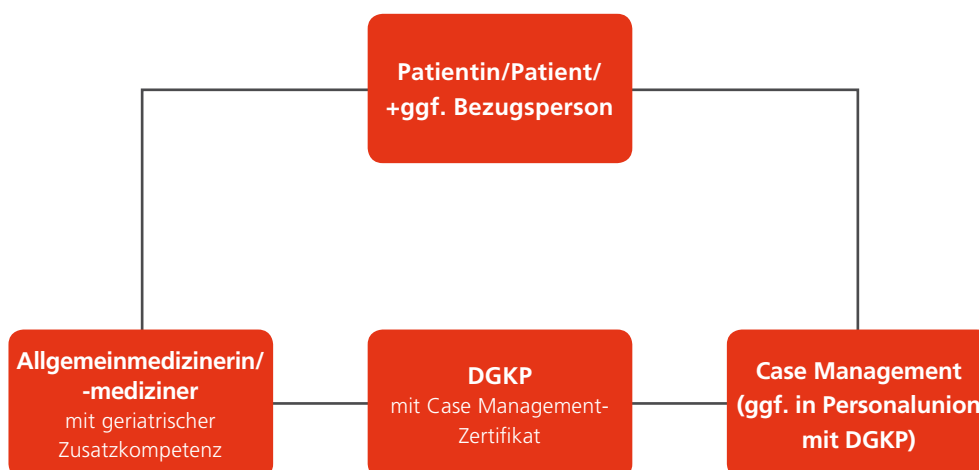 Patientin/Patient/
+ggf. Bezugsperson
Allgemeinmedizinerin/
-mediziner
mit geriatrischer
Zusatzkompetenz
DGKP
mit Case Management-
Zertifikat
Case Management
(ggf. in Personalunion
mit DGKP)